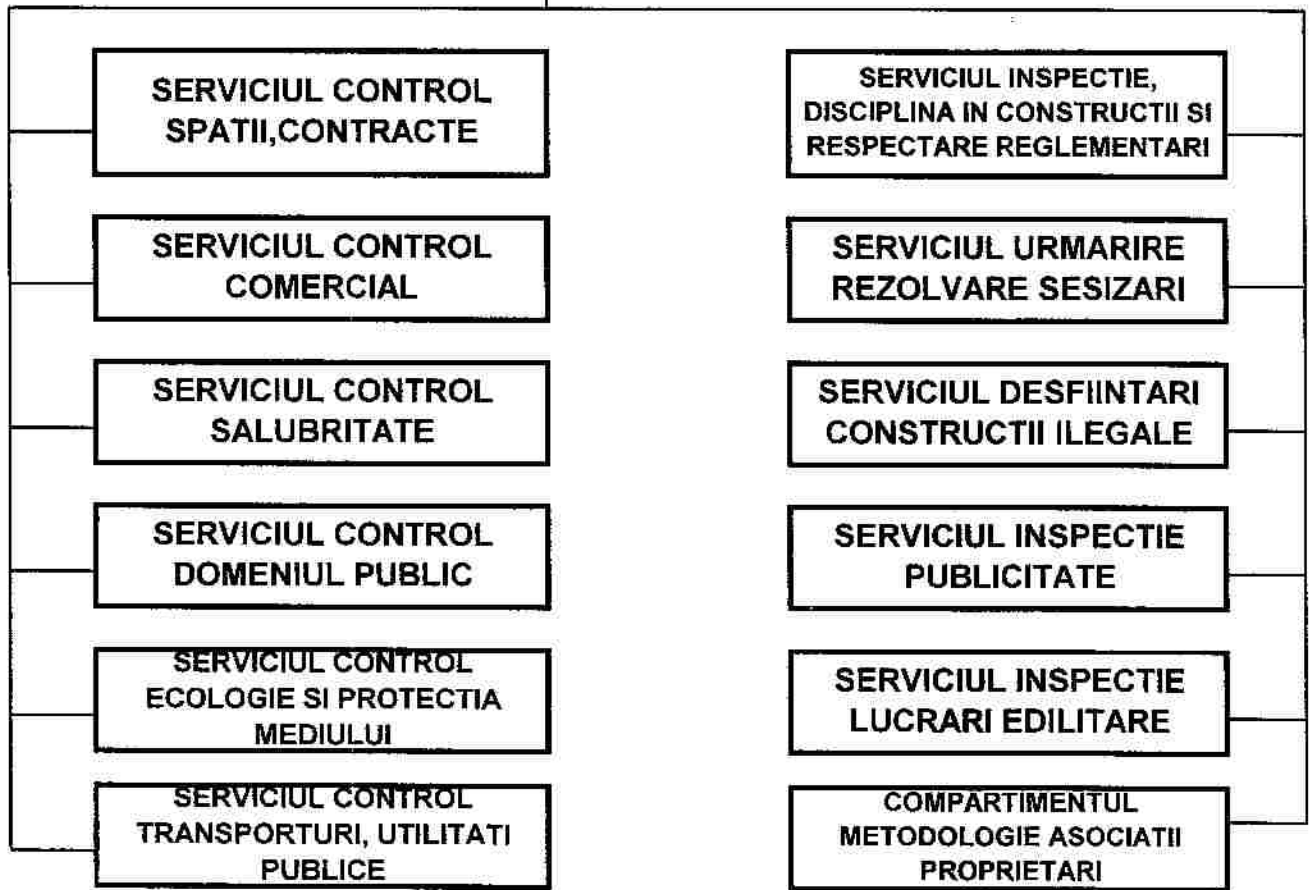 SERVICIUL CONTROL
SPATII,CONTRACTE
SERVICIUL CONTROL
COMERCIAL
SERVICIUL CONTROL
SALUBRITATE
SERVICIUL CONTROL
DOMENIUL PUBLIC
SERVICIUL CONTROL
ECOLOGIE SI PROTECTIA
MEDIULUI
SERVICIUL CONTROL
TRANSPORTURI, UTILITATI
PUBLICE
SERVICIUL INSPECTIE,
DISCIPLINA IN CONSTRUCTII SI
RESPECTARE REGLEMENTARI
SERVICIUL URMARIRE
REZOLVARE SESIZARI
SERVICIUL DESFIINTARI
CONSTRUCTII ILEGALE
SERVICIUL INSPECTIE
PUBLICITATE
SERVICIUL INSPECTIE
LUCRARI EDILITARE
COMPARTIMENTUL
METODOLOGIE ASOCIATII
PROPRIETARI